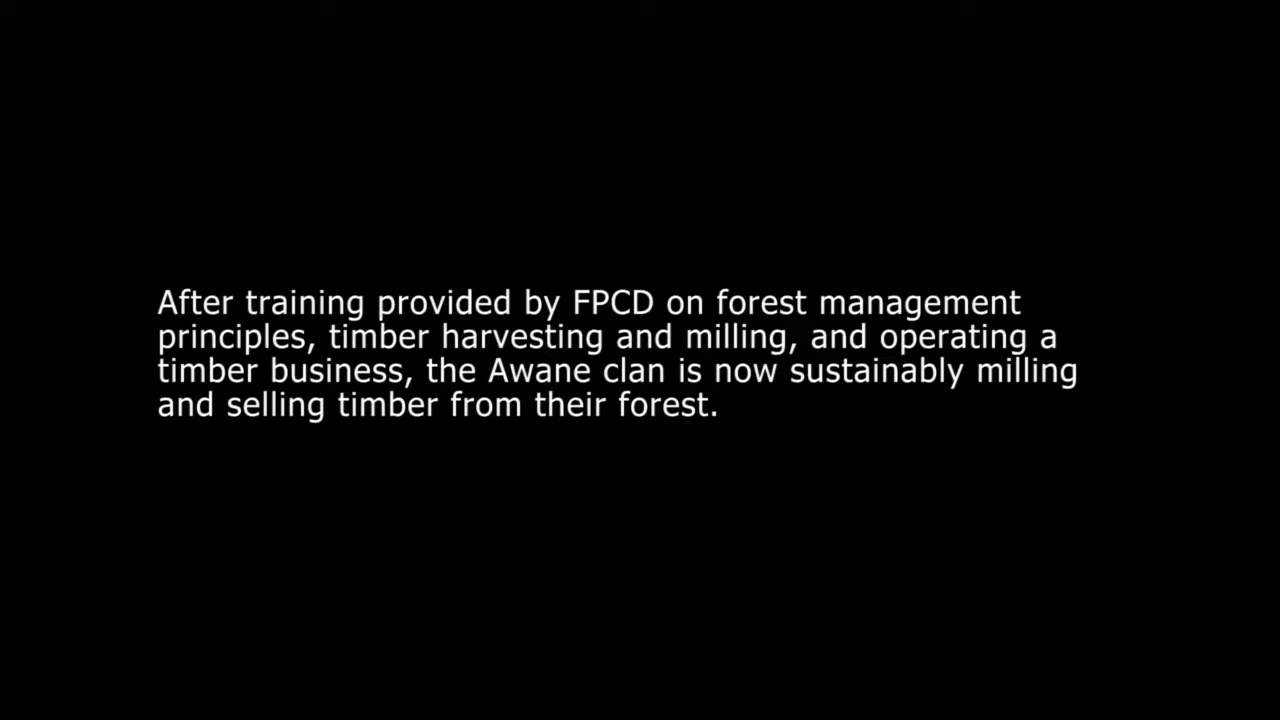 After training provided by FPCD on forest management
principles, timber harvesting and milling, and operating a
timber business, the Awane clan is now sustainably milling
and selling timber from their forest.